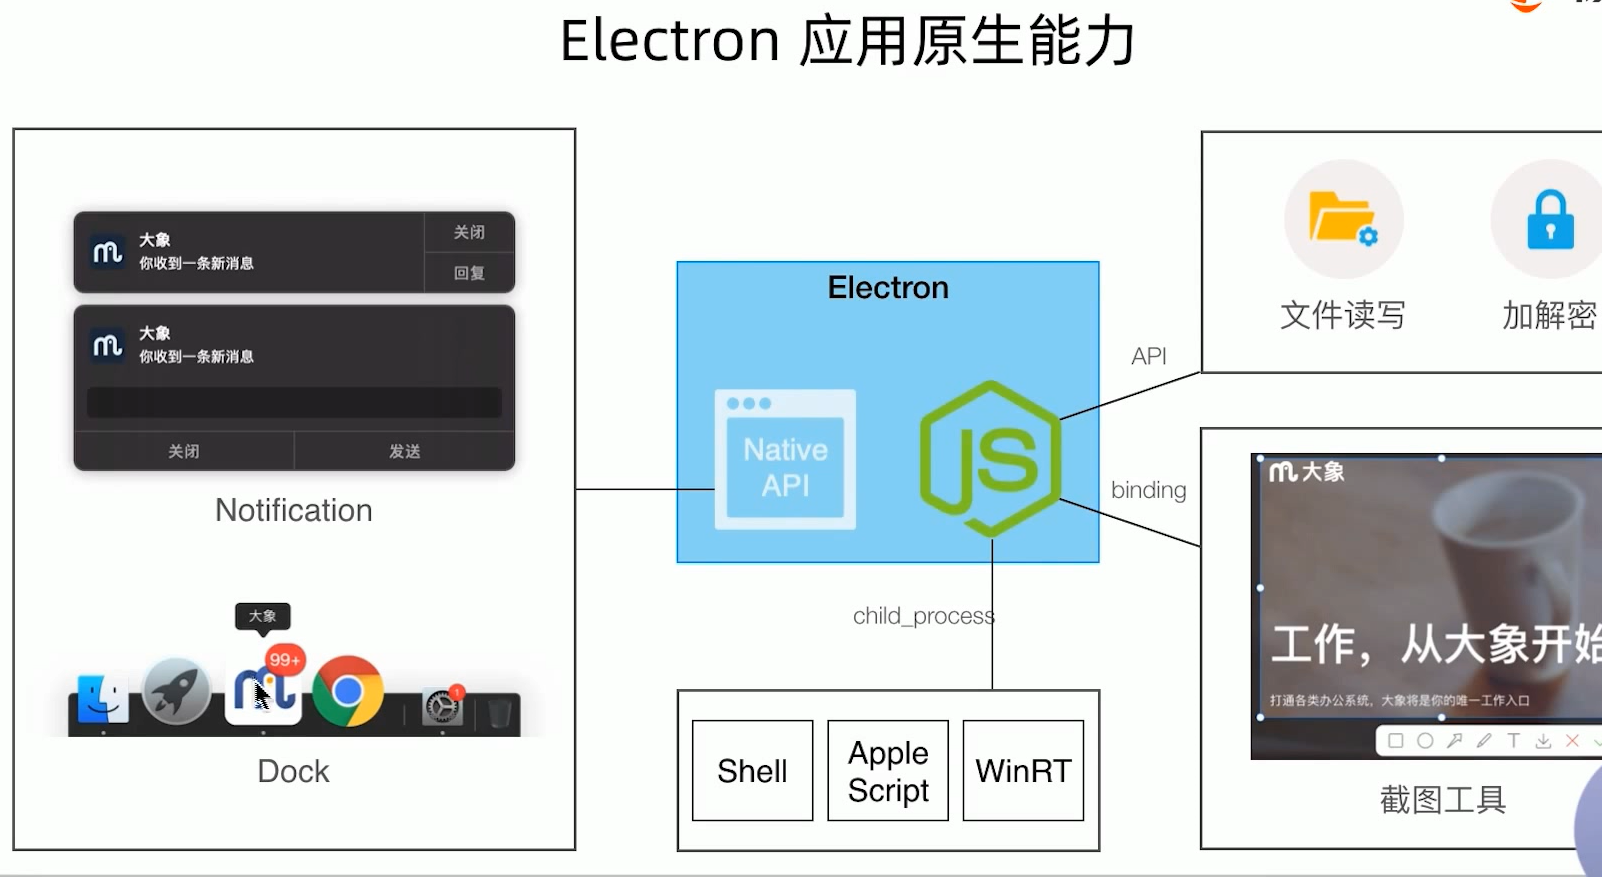 Electron 应用原生能力
大象
你收到一条新消息
关闭
回复
大象
你收到一条新消息
关闭
发送
Notification
大象
99+
1
Dock
Electron
Native
API
JS
API
binding
child_process
Shell
Apple
Script
WinRT
文件读写
加解密
大象
工作，从大象开始
打通各类办公系统，大象将是你的唯一工作入口
T
截图工具